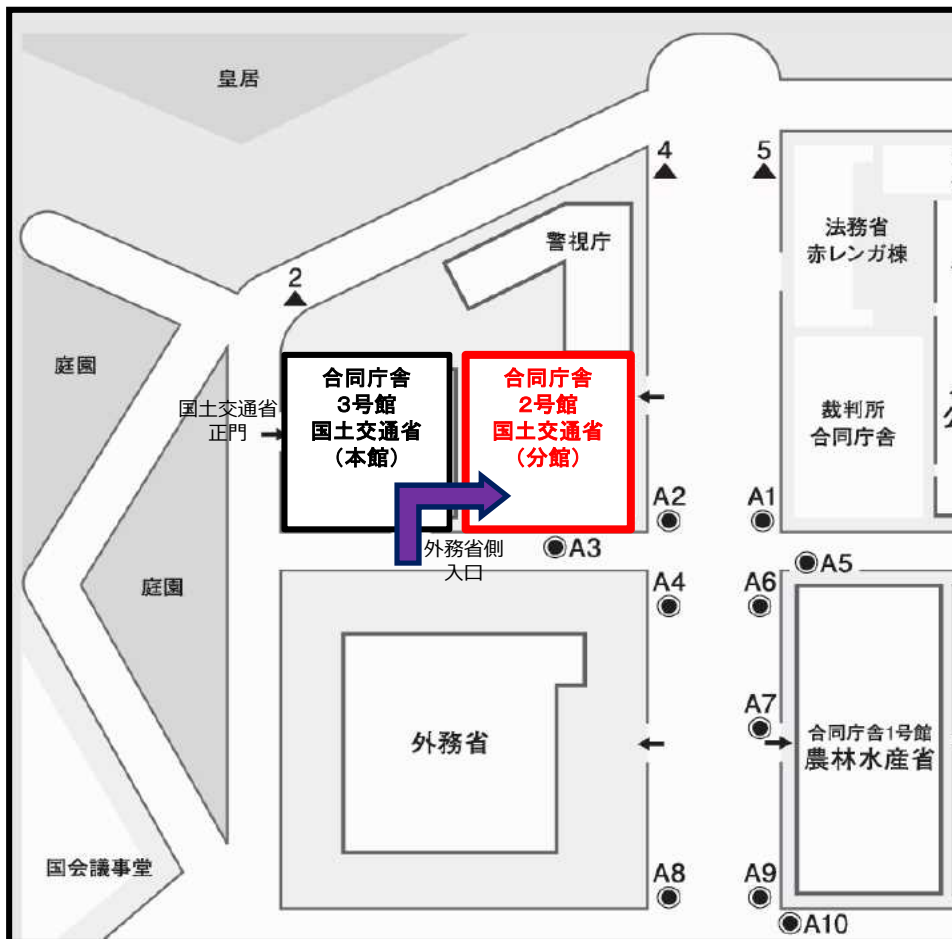 皇居
4
5
警視庁
法務省
赤レンガ棟
2
庭園
国土交通省
正門
合同庁舎
3号館
国土交通省
（本館）
合同庁舎
2号館
国土交通省
（分館）
裁判所
合同庁舎
A2
A1
外務省側
入口
A3
A5
庭園
A4
A6
A7
外務省
合同庁舎1号館
農林水産省
国会議事堂
A8
A9
A10